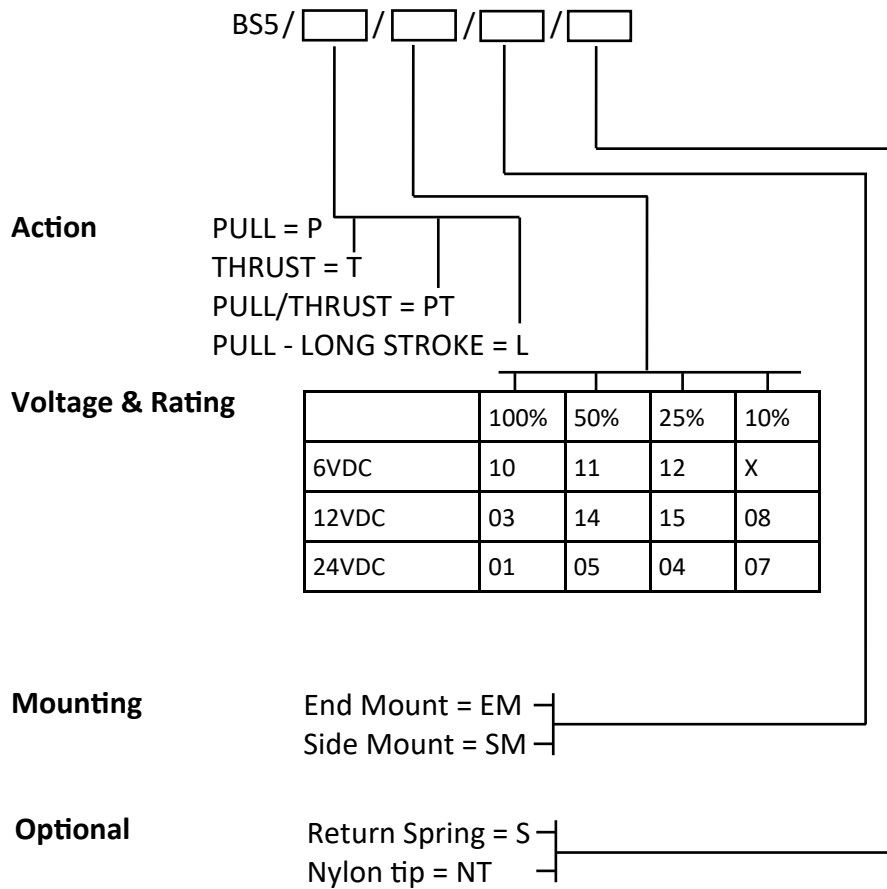 BS5/ / / /
Action
PULL = P
THRUST = T
PULL/THRUST = PT
PULL - LONG STROKE = L
Voltage & Rating
100% 50% 25% 10%
6VDC 10 11 12 X
12VDC 03 14 15 08
24VDC 01 05 04 07
Mounting
End Mount = EM
Side Mount = SM
Optional
Return Spring = S
Nylon tip = NT